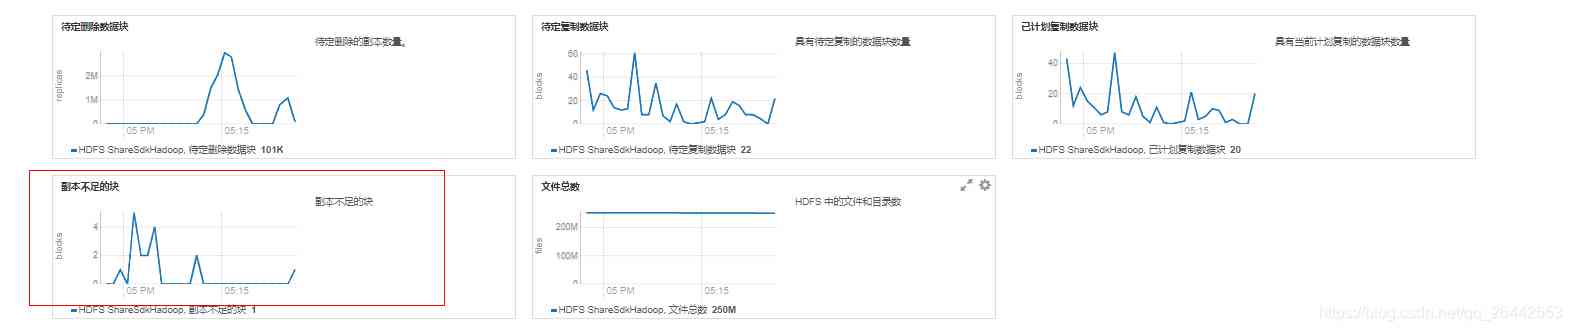 待定删除数据块
待定删除的副本数量。
replicas
2M
1M
0
05 PM
05:15
HDFS ShareSdkHadoop, 待定删除数据块 101K
待定复制数据块
具有待定复制的数据块数量
blocks
60
40
20
0
05 PM
05:15
HDFS ShareSdkHadoop, 待定复制数据块 22
已计划复制数据块
具有当前计划复制的数据块数量
blocks
40
20
0
05 PM
05:15
HDFS ShareSdkHadoop, 已计划复制数据块 20
副本不足的块
副本不足的块
blocks
4
2
0
05 PM
05:15
HDFS ShareSdkHadoop, 副本不足的块 1
文件总数
HDFS 中的文件和目录数
files
200M
100M
0
05 PM
05:15
HDFS ShareSdkHadoop, 文件总数 250M
https://blog.csdn.net/qq_26442553